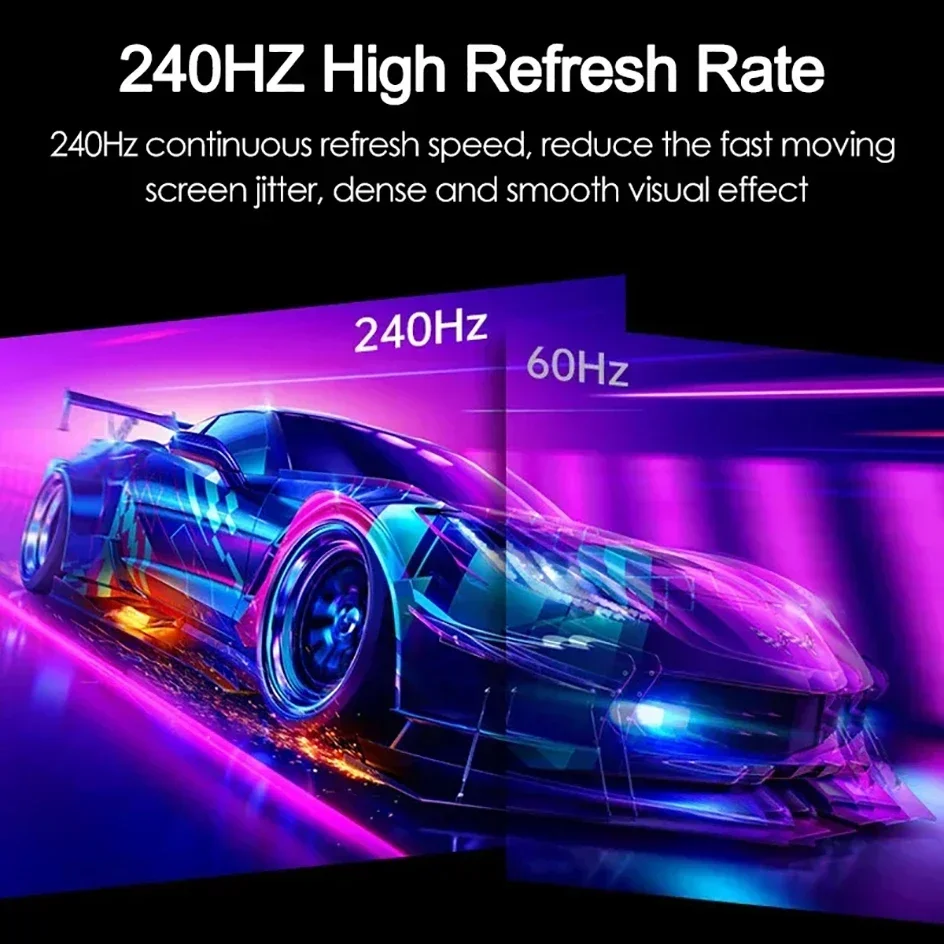 240HZ High Refresh Rate
240Hz continuous refresh speed, reduce the fast moving
screen jitter, dense and smooth visual effect
240Hz
60Hz